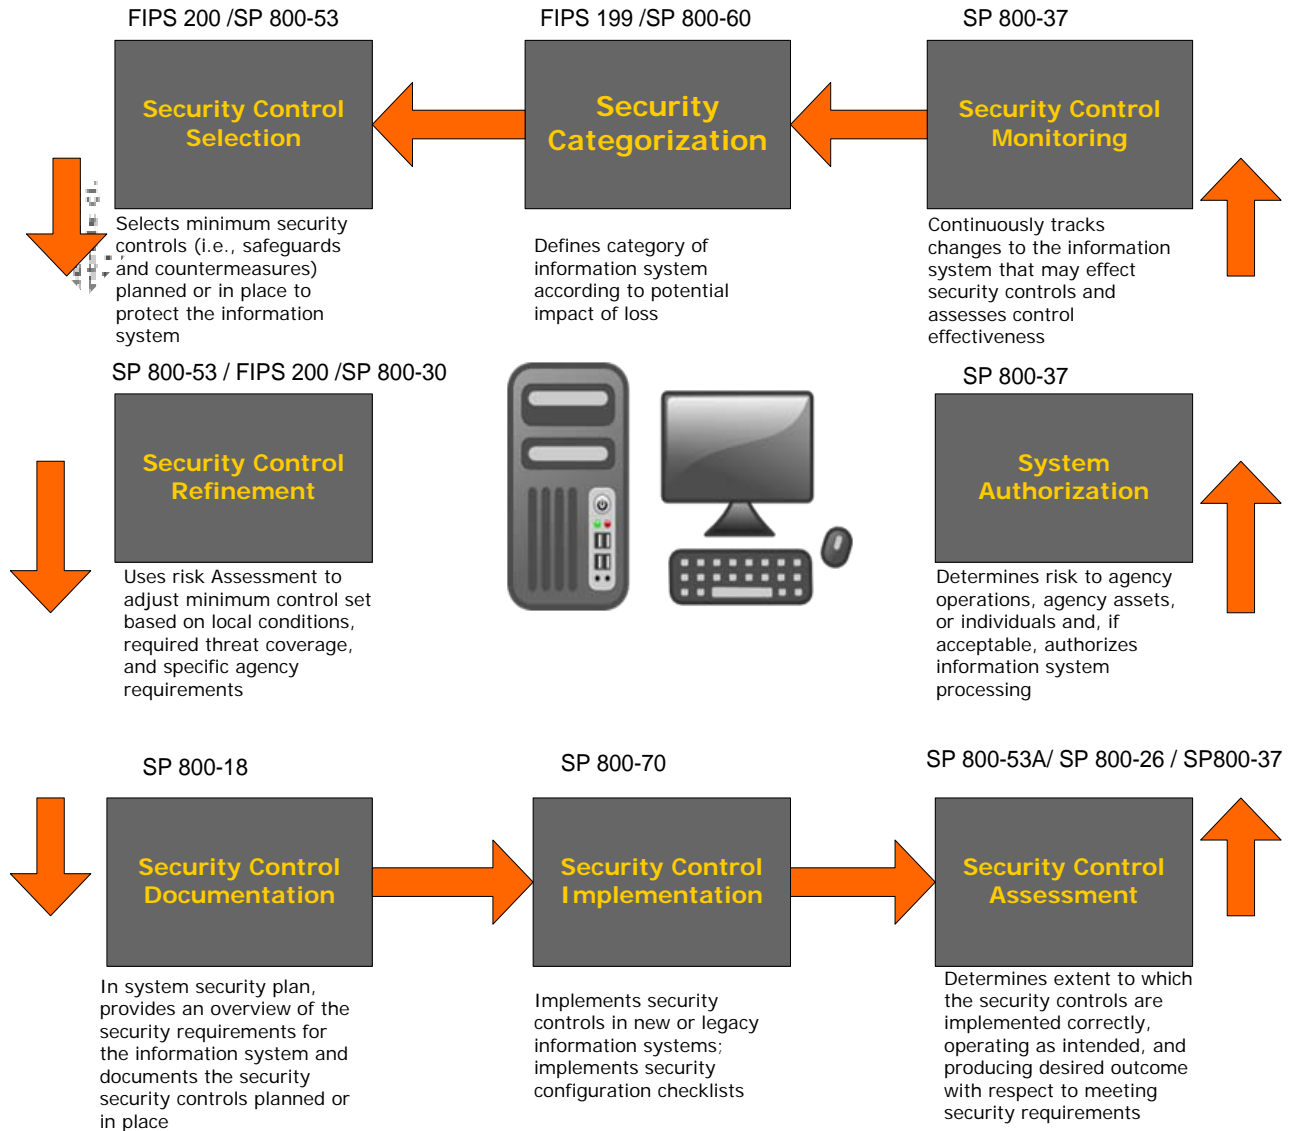 FIPS 200 /SP 800-53
Security Control
Selection
Selects minimum security
controls (i.e., safeguards
and countermeasures)
planned or in place to
protect the information
system
FIPS 199 /SP 800-60
Security
Categorization
Defines category of
information system
according to potential
impact of loss
SP 800-37
Security Control
Monitoring
Continuously tracks
changes to the information
system that may effect
security controls and
assesses control
effectiveness
SP 800-53 / FIPS 200 /SP 800-30
Security Control
Refinement
Uses risk Assessment to
adjust minimum control set
based on local conditions,
required threat coverage,
and specific agency
requirements
SP 800-37
System
Authorization
Determines risk to agency
operations, agency assets,
or individuals and, if
acceptable, authorizes
information system
processing
SP 800-18
Security Control
Documentation
In system security plan,
provides an overview of the
security requirements for
the information system and
documents the security
security controls planned or
in place
SP 800-70
Security Control
Implementation
Implements security
controls in new or legacy
information systems;
implements security
configuration checklists
SP 800-53A/ SP 800-26 / SP800-37
Security Control
Assessment
Determines extent to which
the security controls are
implemented correctly,
operating as intended, and
producing desired outcome
with respect to meeting
security requirements